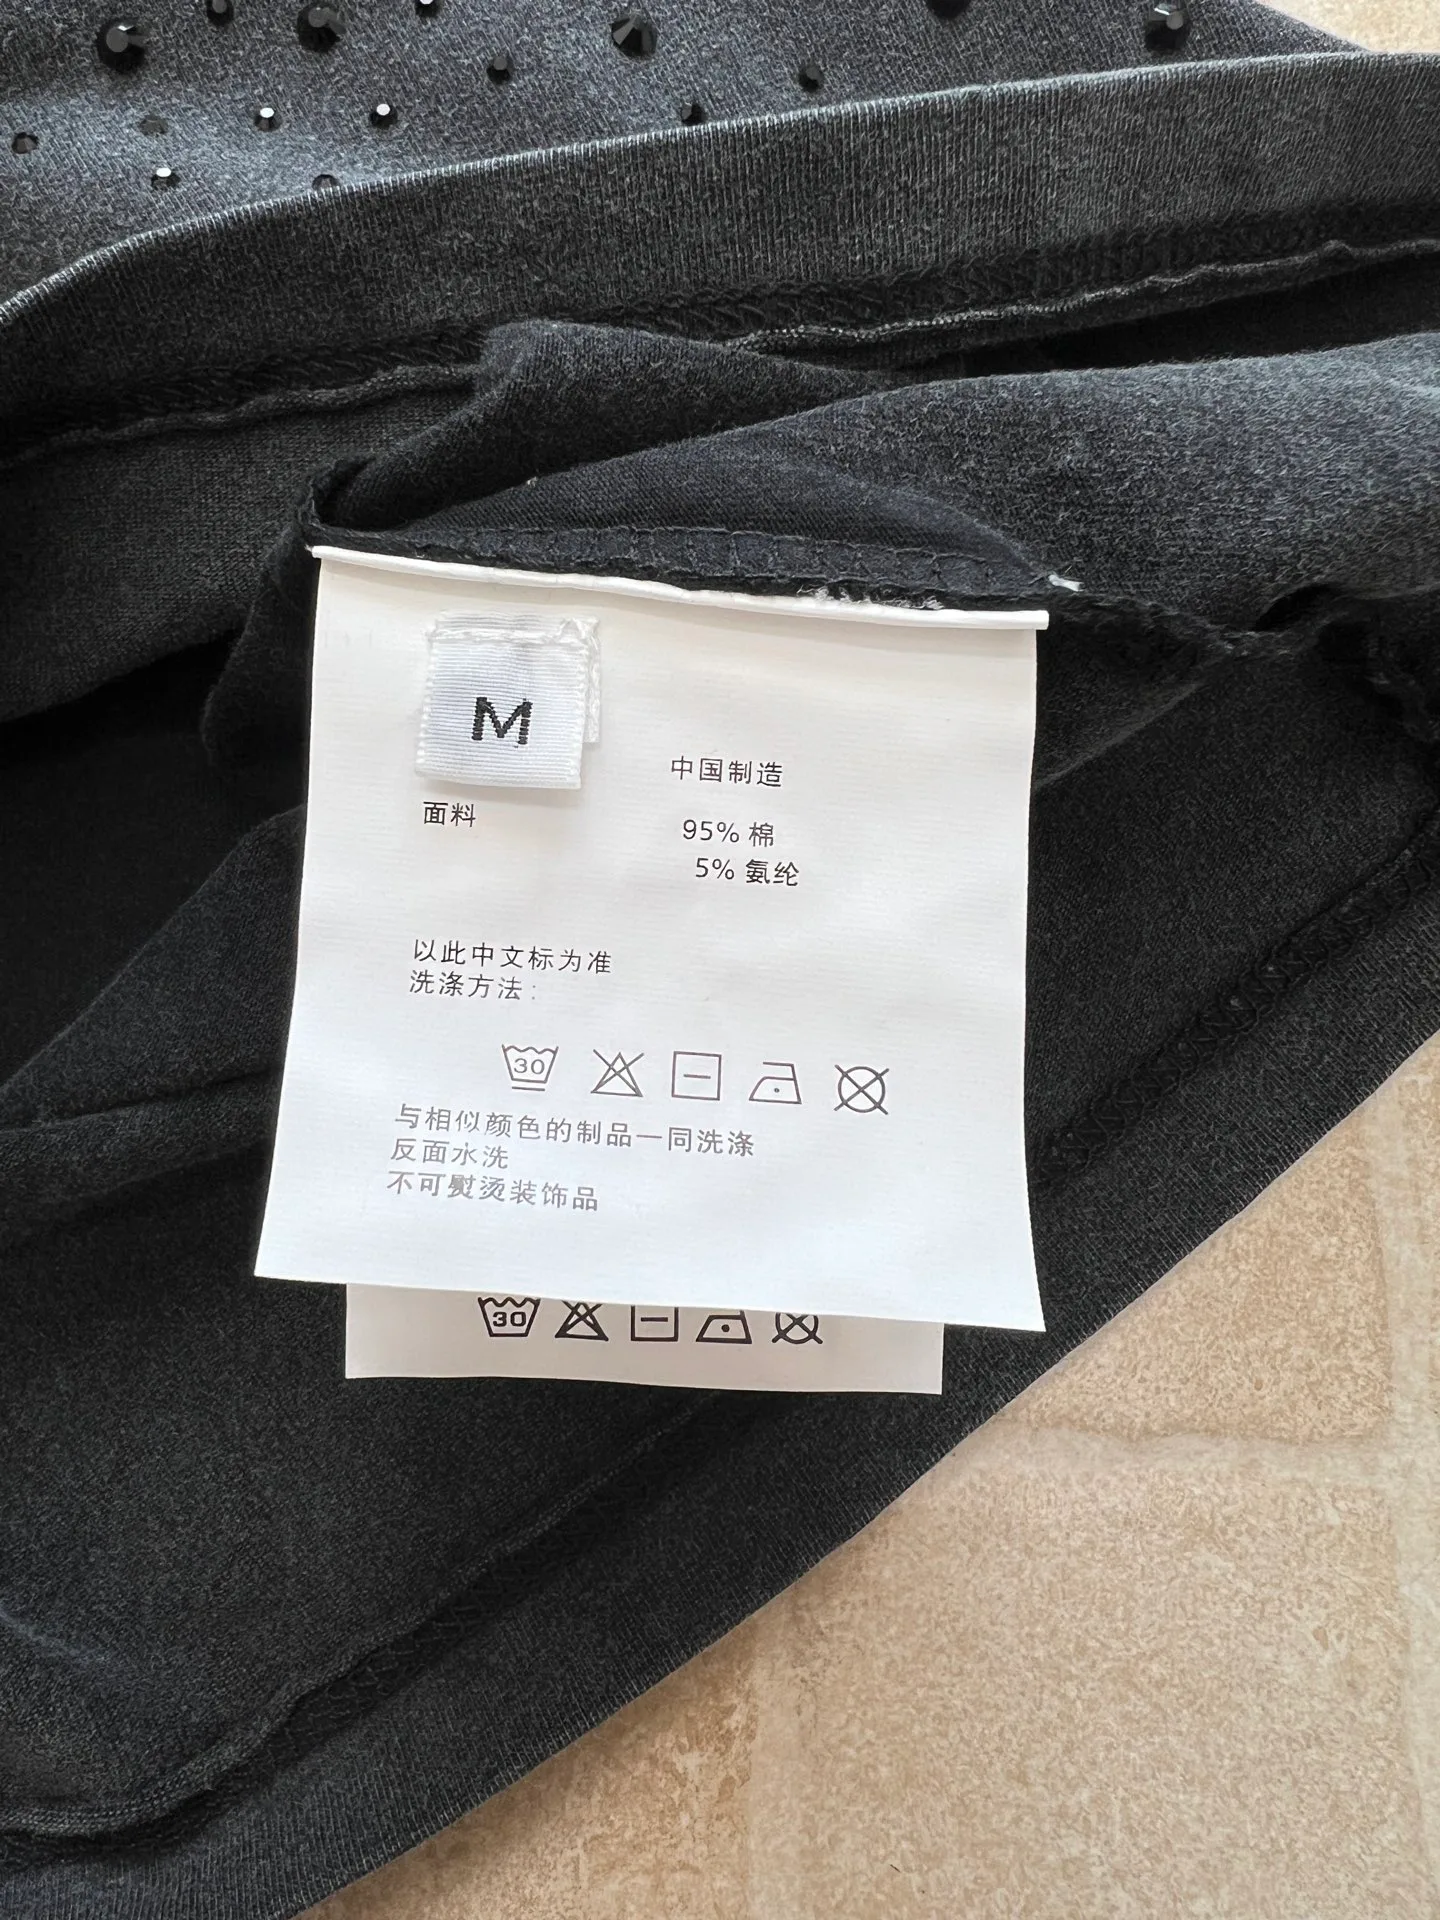 M
中国制造
面料
95% 棉
5% 氨纶
以此中文标为准
洗涤方法:
30
与相似颜色的制品一同洗涤
反面水洗
不可熨烫装饰品
30